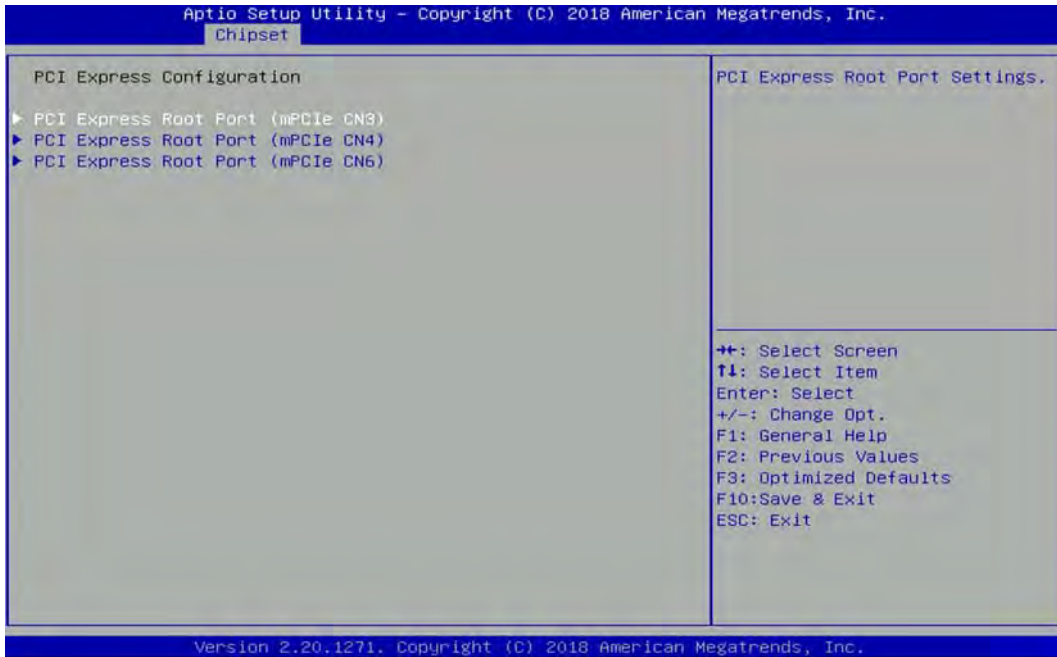 Aptio Setup Utility – Copyright (C) 2018 American Megatrends, Inc.
Chipset
PCI Express Configuration
▶ PCI Express Root Port (mPCIe CN3)
▶ PCI Express Root Port (mPCIe CN4)
▶ PCI Express Root Port (mPCIe CN6)
PCI Express Root Port Settings.
→←: Select Screen
↑↓: Select Item
Enter: Select
+/-: Change Opt.
F1: General Help
F2: Previous Values
F3: Optimized Defaults
F10:Save & Exit
ESC: Exit
Version 2.20.1271. Copyright (C) 2018 American Megatrends, Inc.